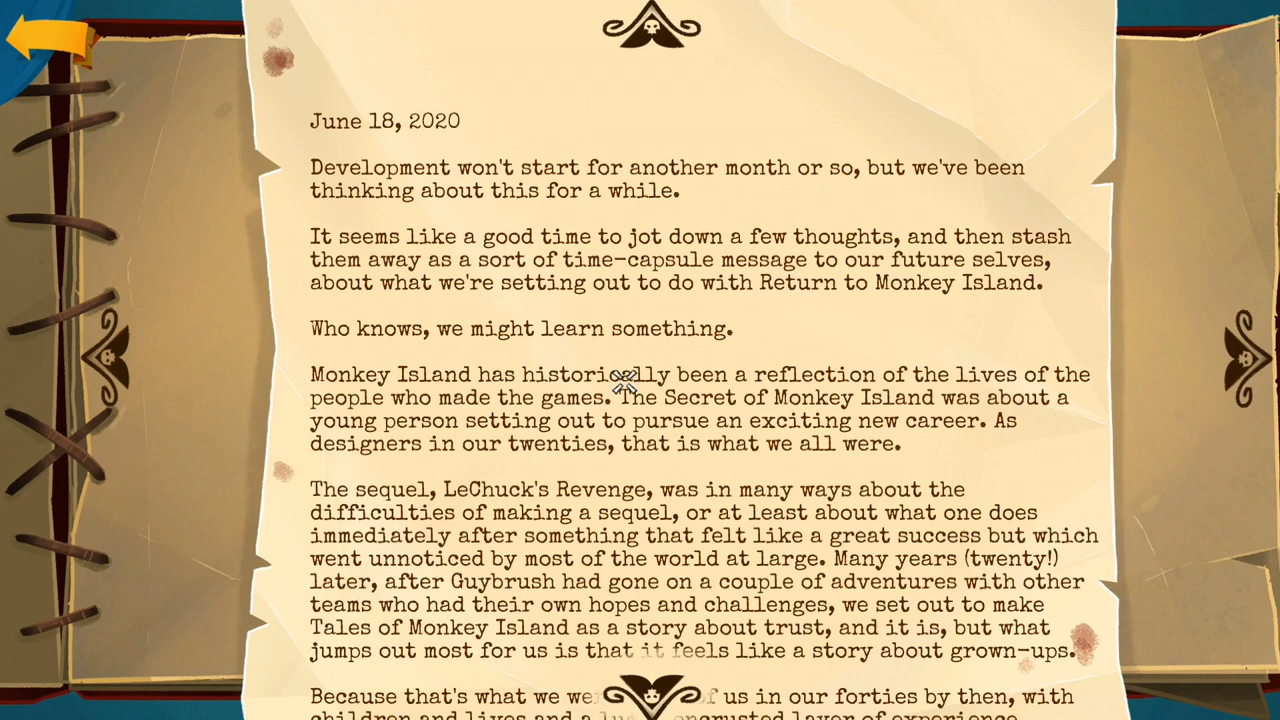 June 18, 2020
Development won't start for another month or so, but we've been
thinking about this for a while.
It seems like a good time to jot down a few thoughts, and then stash
them away as a sort of time-capsule message to our future selves,
about what we're setting out to do with Return to Monkey Island.
Who knows, we might learn something.
Monkey Island has historically been a reflection of the lives of the
people who made the games. The Secret of Monkey Island was about a
young person setting out to pursue an exciting new career. As
designers in our twenties, that is what we all were.
The sequel, LeChuck's Revenge, was in many ways about the
difficulties of making a sequel, or at least about what one does
immediately after something that felt like a great success but which
went unnoticed by most of the world at large. Many years (twenty!)
later, after Guybrush had gone on a couple of adventures with other
teams who had their own hopes and challenges, we set out to make
Tales of Monkey Island as a story about trust, and it is, but what
jumps out most for us is that it feels like a story about grown-ups.
Because that's what we us in our forties by then, with
children and lives and a encrusted layer of experience